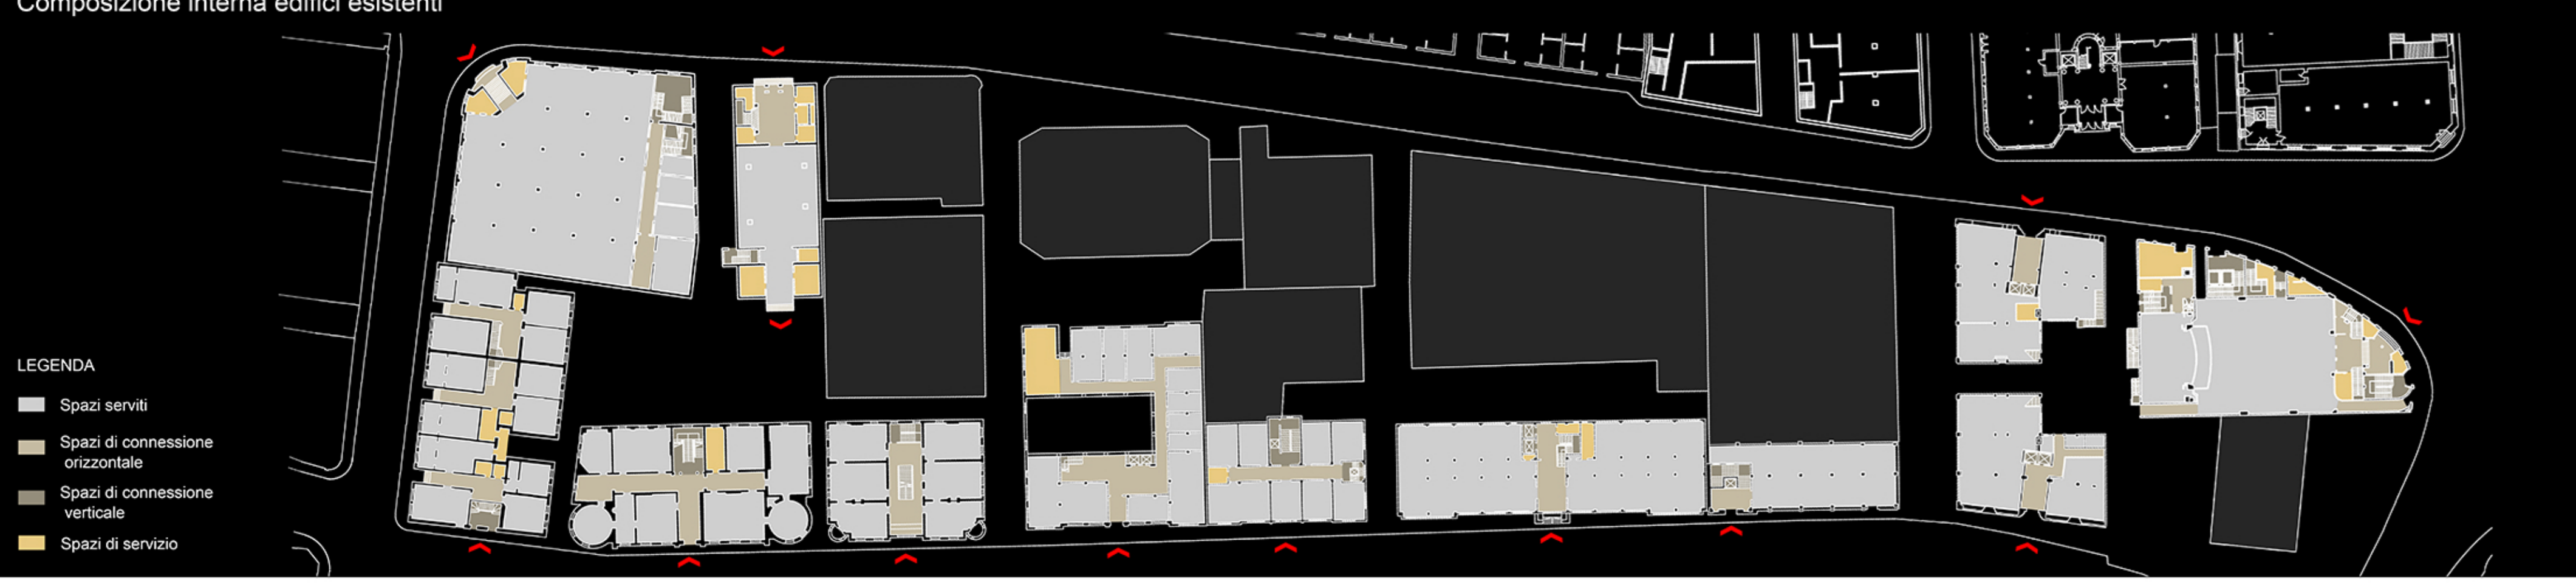 Composizione interna edifici esistenti
LEGENDA
Spazi serviti
Spazi di connessione
orizzontale
Spazi di connessione
verticale
Spazi di servizio